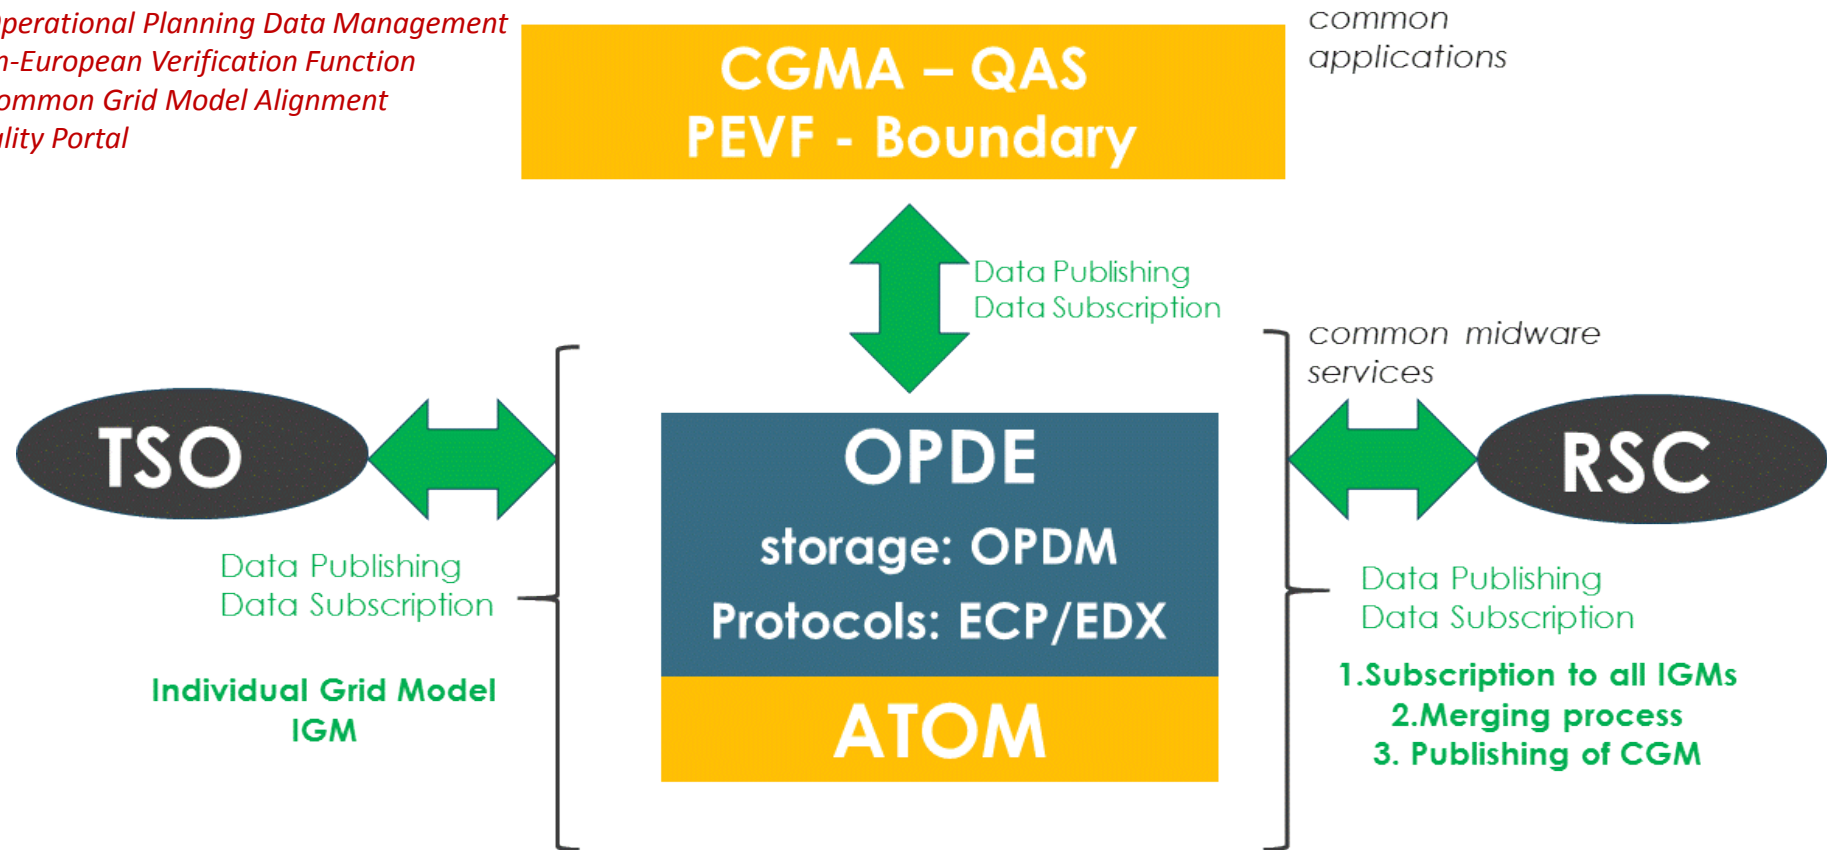 Operational Planning Data Management
n-European Verification Function
ommon Grid Model Alignment
ality Portal
CGMA – QAS
PEVF - Boundary
common
applications
Data Publishing
Data Subscription
common midware
services
TSO
OPDE
storage: OPDM
Protocols: ECP/EDX
ATOM
RSC
Data Publishing
Data Subscription
Individual Grid Model
IGM
Data Publishing
Data Subscription
1.Subscription to all IGMs
2.Merging process
3. Publishing of CGM